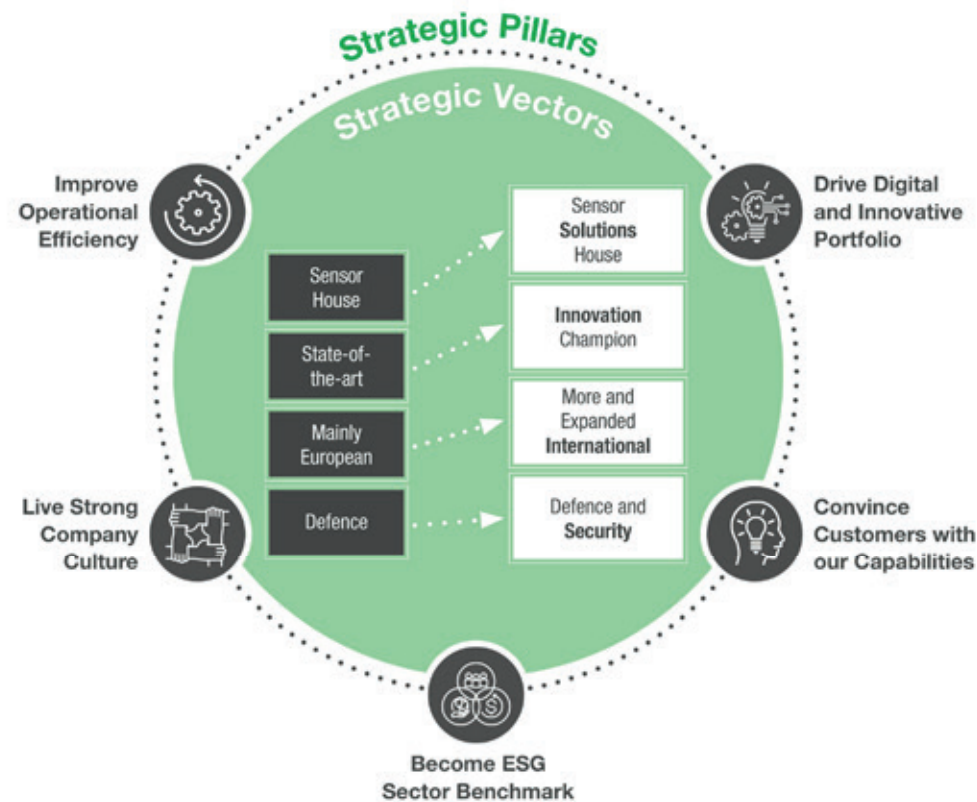 Strategic Pillars
Strategic Vectors
Improve
Operational
Efficiency
Drive Digital
and Innovative
Portfolio
Sensor
House
Sensor
Solutions
House
State-of-
the-art
Innovation
Champion
Mainly
European
More and
Expanded
International
Defence
Defence and
Security
Live Strong
Company
Culture
Convince
Customers with
our Capabilities
Become ESG
Sector Benchmark